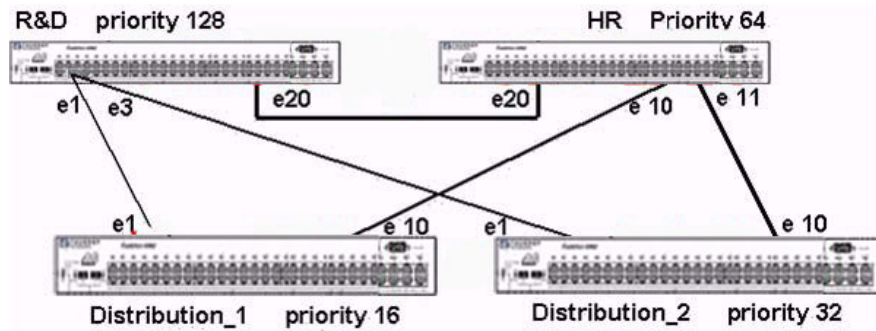 R&D priority 128
HR Priority 64
e1 e3 e20 e20 e 10 e 11
e1 e 10 e1 e 10
Distribution_1 priority 16
Distribution_2 priority 32